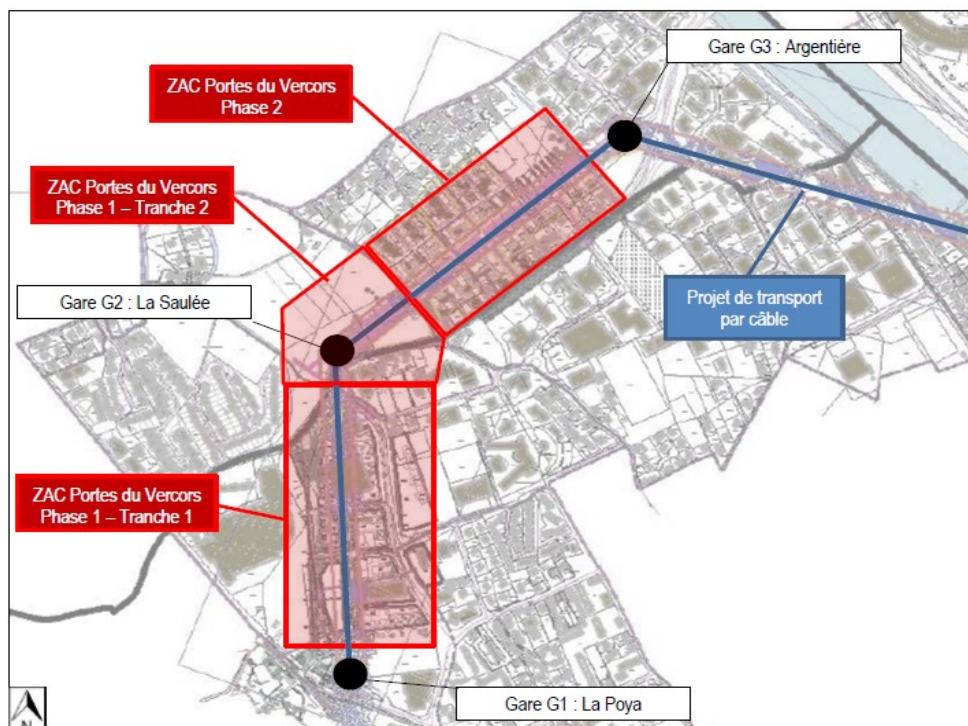 Gare G3 : Argentière
ZAC Portes du Vercors
Phase 2
ZAC Portes du Vercors
Phase 1 – Tranche 2
Gare G2 : La Saulée
Projet de transport
par câble
ZAC Portes du Vercors
Phase 1 – Tranche 1
Gare G1 : La Poya
N